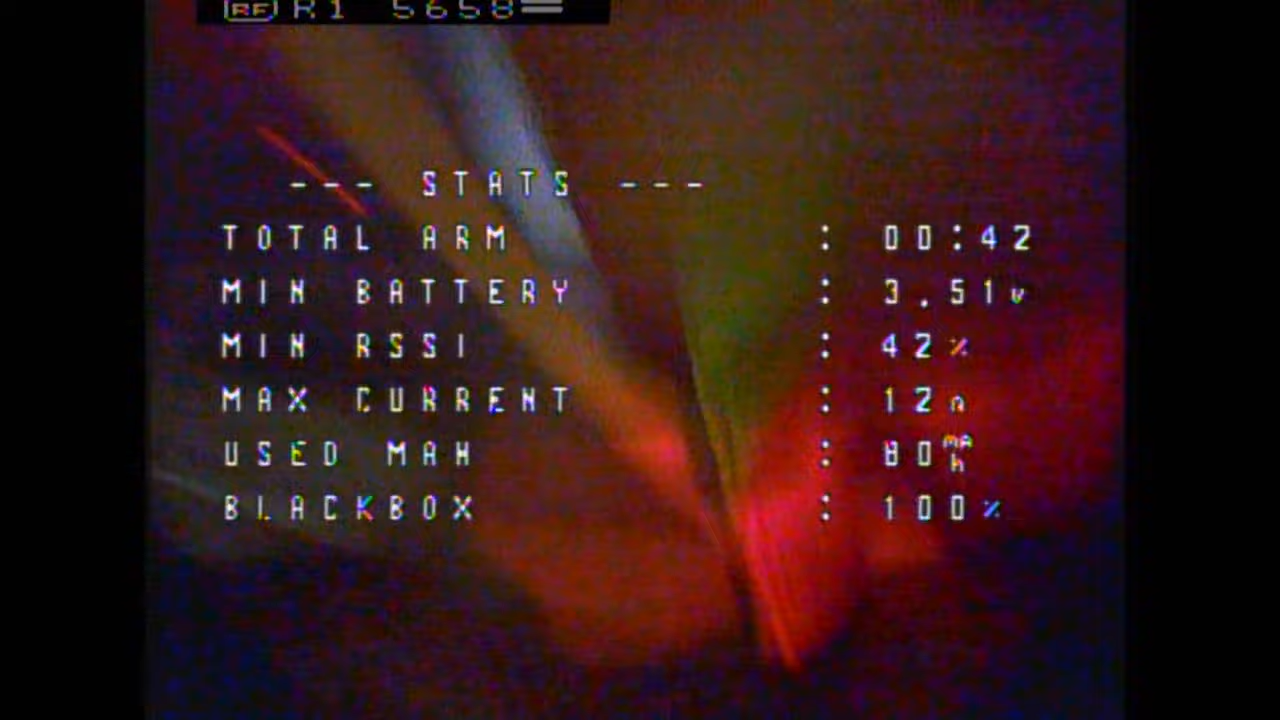 RF R1 5658
--- STATS ---
TOTAL ARM : 00:42
MIN BATTERY : 3.51V
MIN RSSI : 42%
MAX CURRENT : 12A
USED MAH : 80mAh
BLACKBOX : 100%